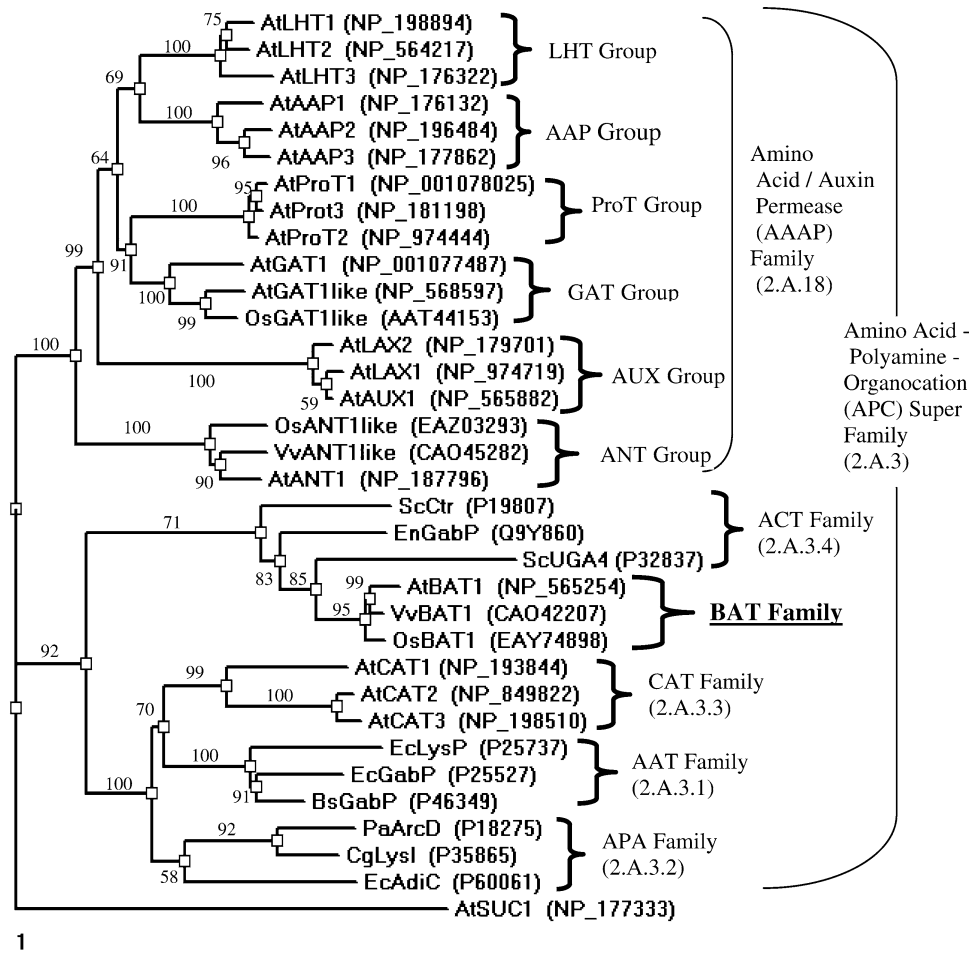 75
AtLHT1 (NP_198894)
100
AtLHT2 (NP_564217)
LHT Group
AtLHT3 (NP_176322)
69
AtAAP1 (NP_176132)
100
AtAAP2 (NP_196484)
AAP Group
96
AtAAP3 (NP_177862)
64
95
AtProT1 (NP_001078025)
100
AtProt3 (NP_181198)
ProT Group
AtProT2 (NP_974444)
99
91
AtGAT1 (NP_001077487)
100
AtGAT1like (NP_568597)
GAT Group
99
OsGAT1like (AAT44153)
100
AtLAX2 (NP_179701)
100
AtLAX1 (NP_974719)
AUX Group
59
AtAUX1 (NP_565882)
100
OsANT1like (EAZ03293)
VvANT1like (CAO45282)
ANT Group
90
AtANT1 (NP_187796)
Amino
Acid / Auxin
Permease
(AAAP)
Family
(2.A.18)
Amino Acid -
Polyamine -
Organocation
(APC) Super
Family
(2.A.3)
ScCtr (P19807)
71
EnGabP (Q9Y860)
ACT Family
(2.A.3.4)
83
85
ScUGA4 (P32837)
99
AtBAT1 (NP_565254)
95
VvBAT1 (CAO42207)
BAT Family
OsBAT1 (EAY74898)
92
99
AtCAT1 (NP_193844)
100
AtCAT2 (NP_849822)
CAT Family
(2.A.3.3)
70
AtCAT3 (NP_198510)
100
EcLysP (P25737)
EcGabP (P25527)
AAT Family
(2.A.3.1)
100
91
BsGabP (P46349)
92
PaArcD (P18275)
CgLysI (P35865)
APA Family
(2.A.3.2)
58
EcAdiC (P60061)
AtSUC1 (NP_177333)
1